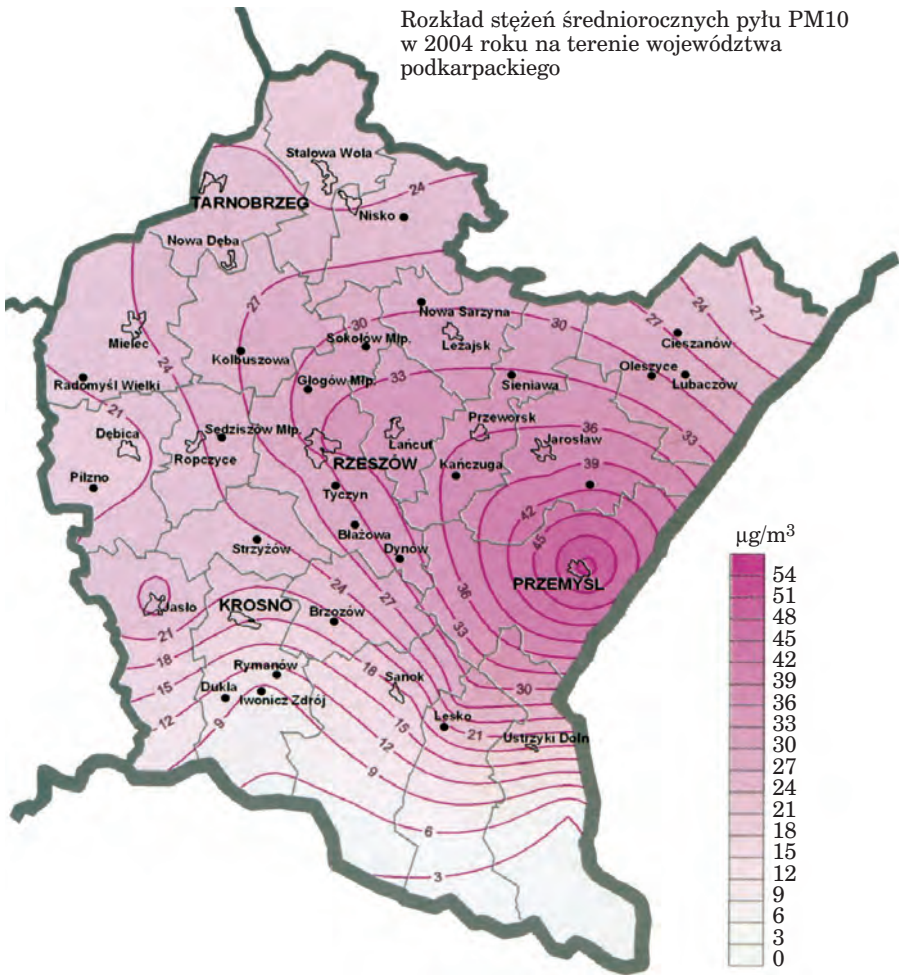 Rozkład stężeń średniorocznych pyłu PM10
w 2004 roku na terenie województwa
podkarpackiego
Stalowa Wola
24
TARNOBRZEG
Nisko
Nowa Dęba
27
24
21
Nowa Sarzyna
30
27
Cieszanów
Mielec
30
Sokołów Młp.
Leżajsk
Kolbuszowa
24
Radomyśl Wielki
Głogów Młp.
33
Sieniawa
Oleszyce
Lubaczów
21
Dębica
Sędziszów Młp.
Ropczyce
Łańcut
Przeworsk
36
33
Jarosław
RZESZÓW
Kańczuga
39
Pilzno
Tyczyn
42
Błażowa
45
Strzyżów
Dynów
PRZEMYŚL
24
27
36
Jasło
KROSNO
Brzozów
33
21
18
Rymanów
18
Sanok
30
15
Dukla
Iwonicz Zdrój
15
Lesko
12
9
12
21
Ustrzyki Doln
9
6
3
µg/m³
54
51
48
45
42
39
36
33
30
27
24
21
18
15
12
9
6
3
0